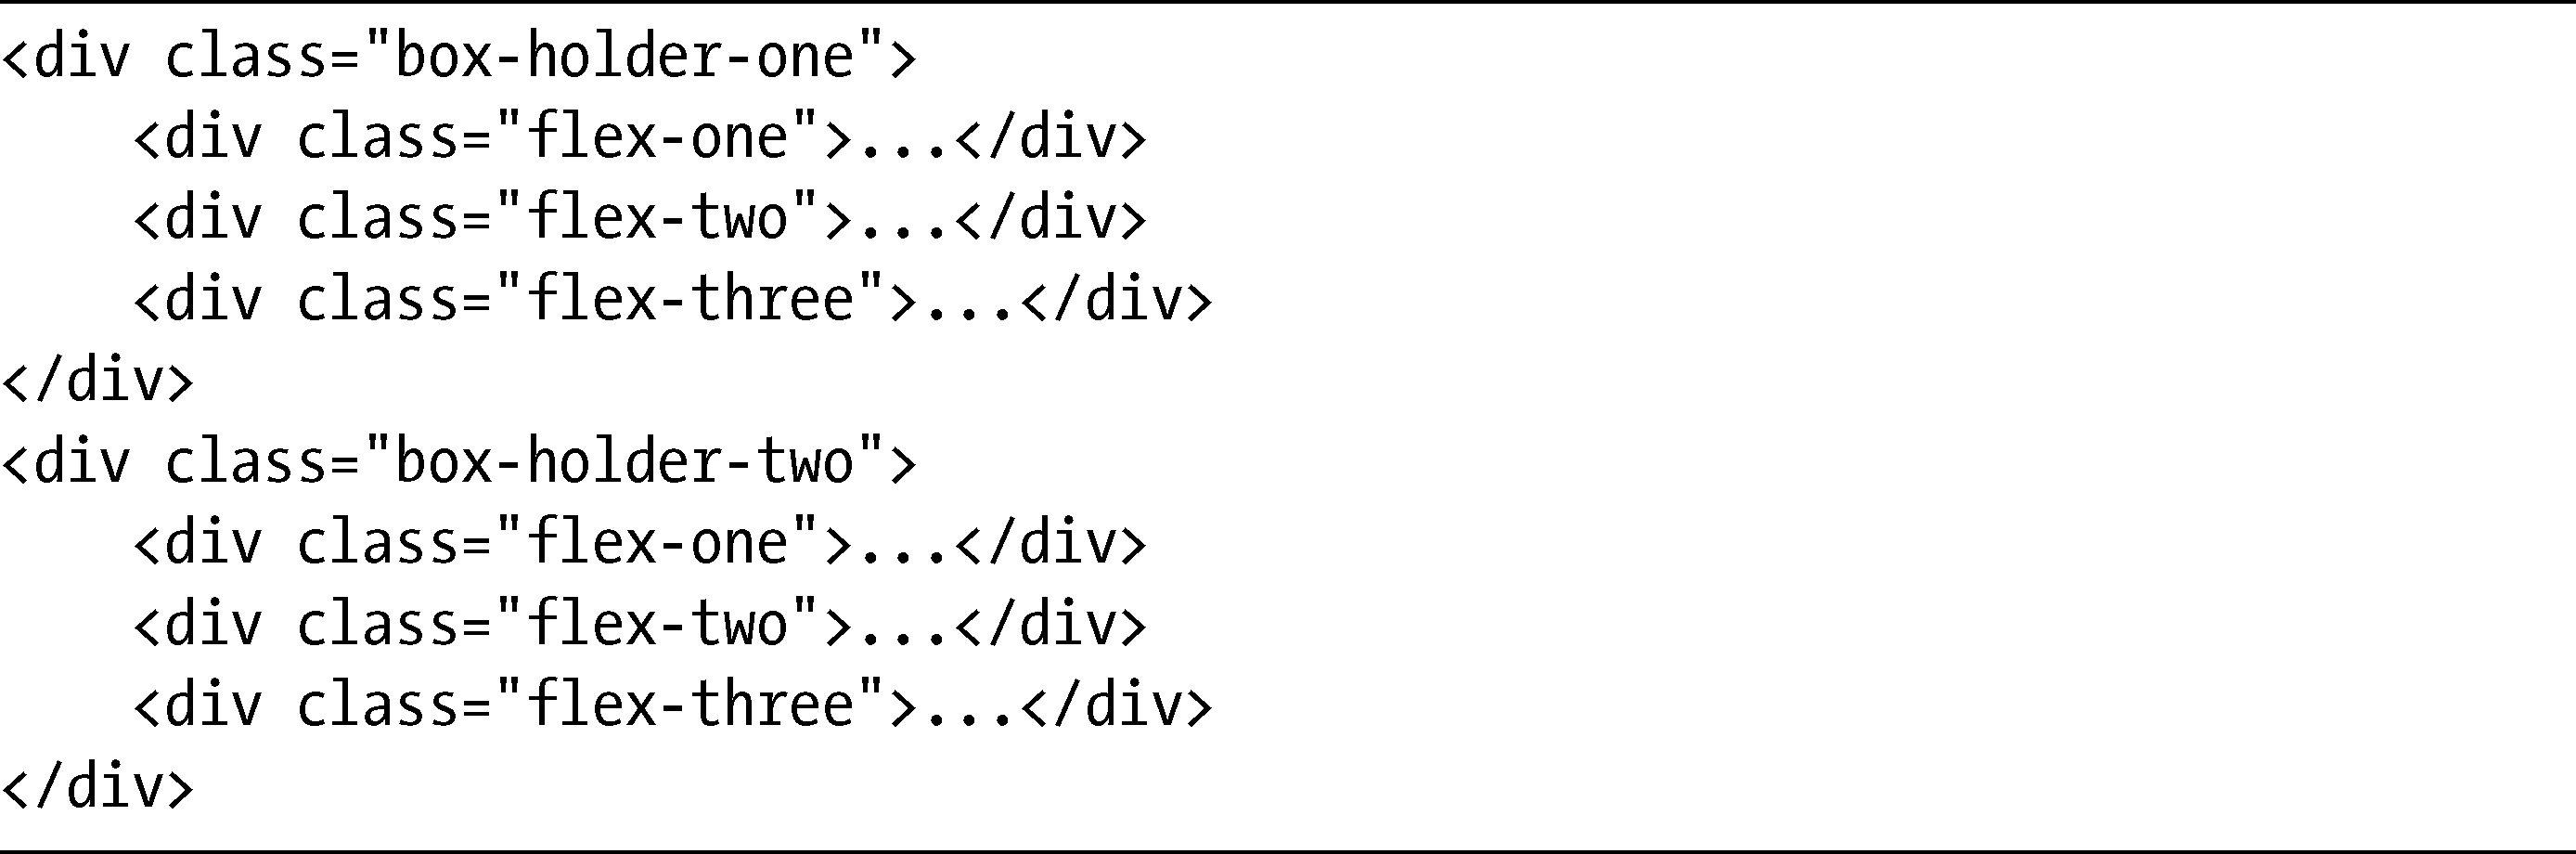 <div class="box-holder-one">
    <div class="flex-one">...</div>
    <div class="flex-two">...</div>
    <div class="flex-three">...</div>
</div>
<div class="box-holder-two">
    <div class="flex-one">...</div>
    <div class="flex-two">...</div>
    <div class="flex-three">...</div>
</div>